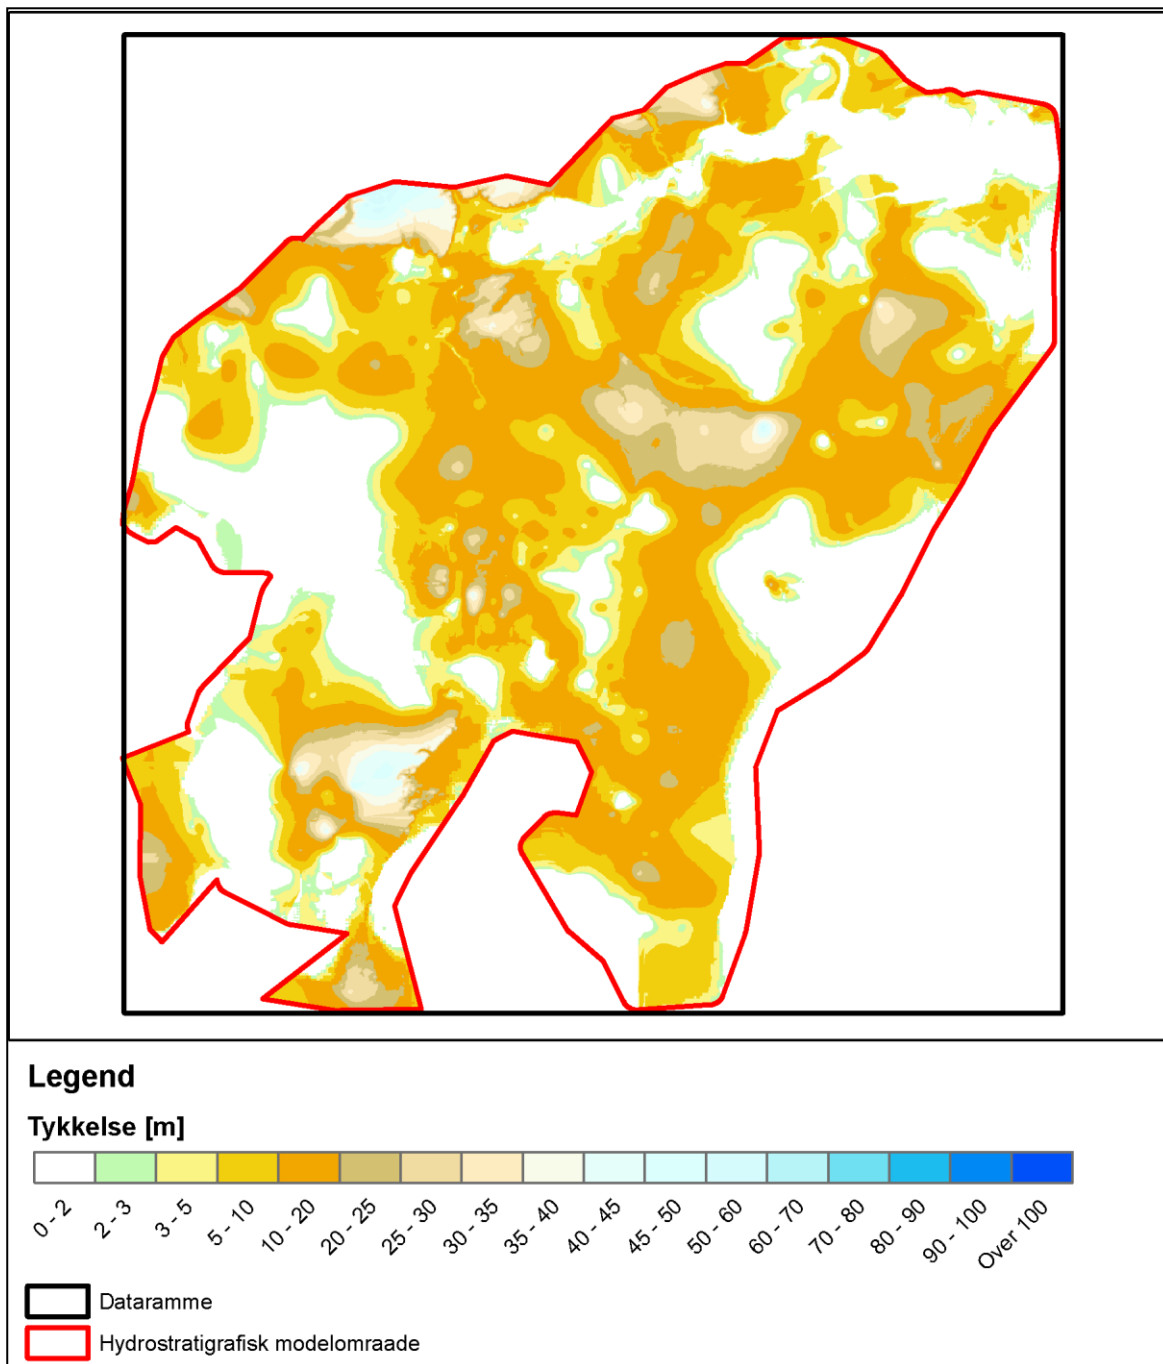 Legend
Tykkelse [m]
0 - 2
2 - 3
3 - 5
5 - 10
10 - 20
20 - 25
25 - 30
30 - 35
35 - 40
40 - 45
45 - 50
50 - 60
60 - 70
70 - 80
80 - 90
90 - 100
Over 100
Dataramme
Hydrostratigrafisk modelomraade